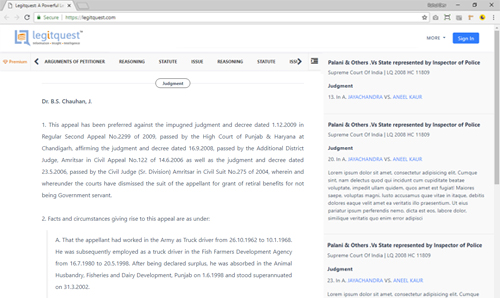 Legitquest: A Powerful L
Secure https://legitquest.com
legitquest
MORE
Sign In
Premium
ARGUMENTS OF PETITIONER REASONING STATUTE ISSUE REASONING STATUTE ISSU
Judgment
Dr. B.S. Chauhan, J.
1. This appeal has been preferred against the impugned judgment and decree dated 1.12.2009 in
Regular Second Appeal No.2299 of 2009, passed by the High Court of Punjab & Haryana at
Chandigarh, affirming the judgment and decree dated 16.9.2008, passed by the Additional District
Judge, Amritsar in Civil Appeal No.122 of 14.6.2006 as well as the judgment and decree dated
23.5.2006, passed by the Civil Judge (Sr. Division) Amritsar in Civil Suit No.275 of 2004, wherein and
whereunder the courts have dismissed the suit of the appellant for grant of retiral benefits for not
being Government servant.
2. Facts and circumstances giving rise to this appeal are as under:
A. That the appellant had worked in the Army as Truck driver from 26.10.1962 to 10.1.1968.
He was subsequently employed as a truck driver in the Fish Farmers Development Agency
from 16.7.1980 to 20.5.1998. After being declared surplus, he was absorbed in the Animal
Husbandry, Fisheries and Dairy Development, Punjab on 1.6.1998 and stood superannuated
on 31.3.2002.
Palani & Others .Vs State represented by Inspector of Police
Supreme Court Of India | LQ 2008 HC 11809
Judgment
13. In A. JAYACHANDRA VS. ANEEL KAUR
Palani & Others .Vs State represented by Inspector of Police
Supreme Court Of India | LQ 2008 HC 11809
Judgment
20. In A. JAYACHANDRA VS. ANEEL KAUR
Lorem ipsum dolor sit amet, consectetur adipisicing elit. Cumque
sint, nam delectus quod qui incidunt cum cupiditate beatae
voluptate, impedit ullam quidem, quos amet est fugiat! Maiores
saepe, voluptas magni. Iusto accusamus quae vitae in itaque, debitis
dolores eaque velit amet ea veritatis illo praesentium. Ut eius
pariatur ipsum perferendis nemo, dicta est eos, labore dolor,
similique veritatis quo enim error adipisci
Palani & Others .Vs State represented by Inspector of Police
Supreme Court Of India | LQ 2008 HC 11809
Judgment
23. In A. JAYACHANDRA VS. ANEEL KAUR
Lorem ipsum dolor sit amet, consectetur adipisicing elit. Cumque